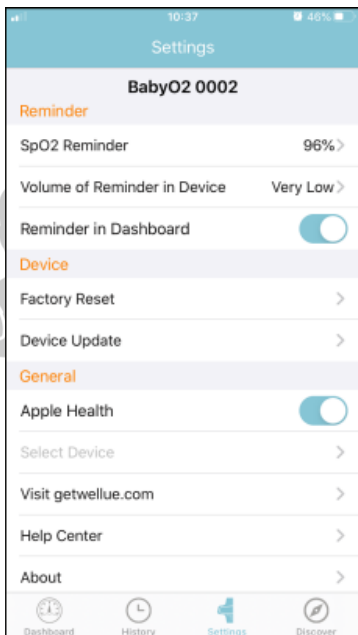 10:37
46%
Settings
BabyO2 0002
Reminder
SpO2 Reminder 96%
Volume of Reminder in Device Very Low
Reminder in Dashboard
Device
Factory Reset
Device Update
General
Apple Health
Select Device
Visit getwellue.com
Help Center
About
Dashboard History Settings Discover